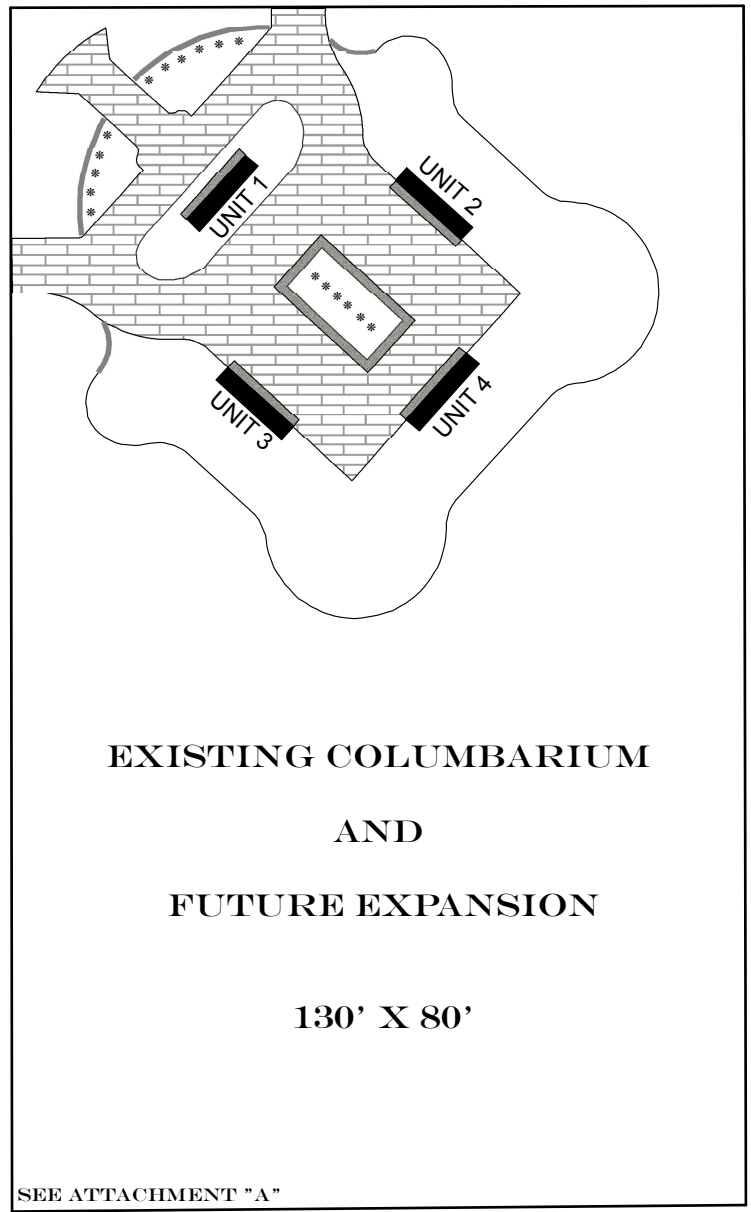 UNIT 1
UNIT 2
UNIT 3
UNIT 4
EXISTING COLUMBARIUM
AND
FUTURE EXPANSION
130' X 80'
SEE ATTACHMENT "A"